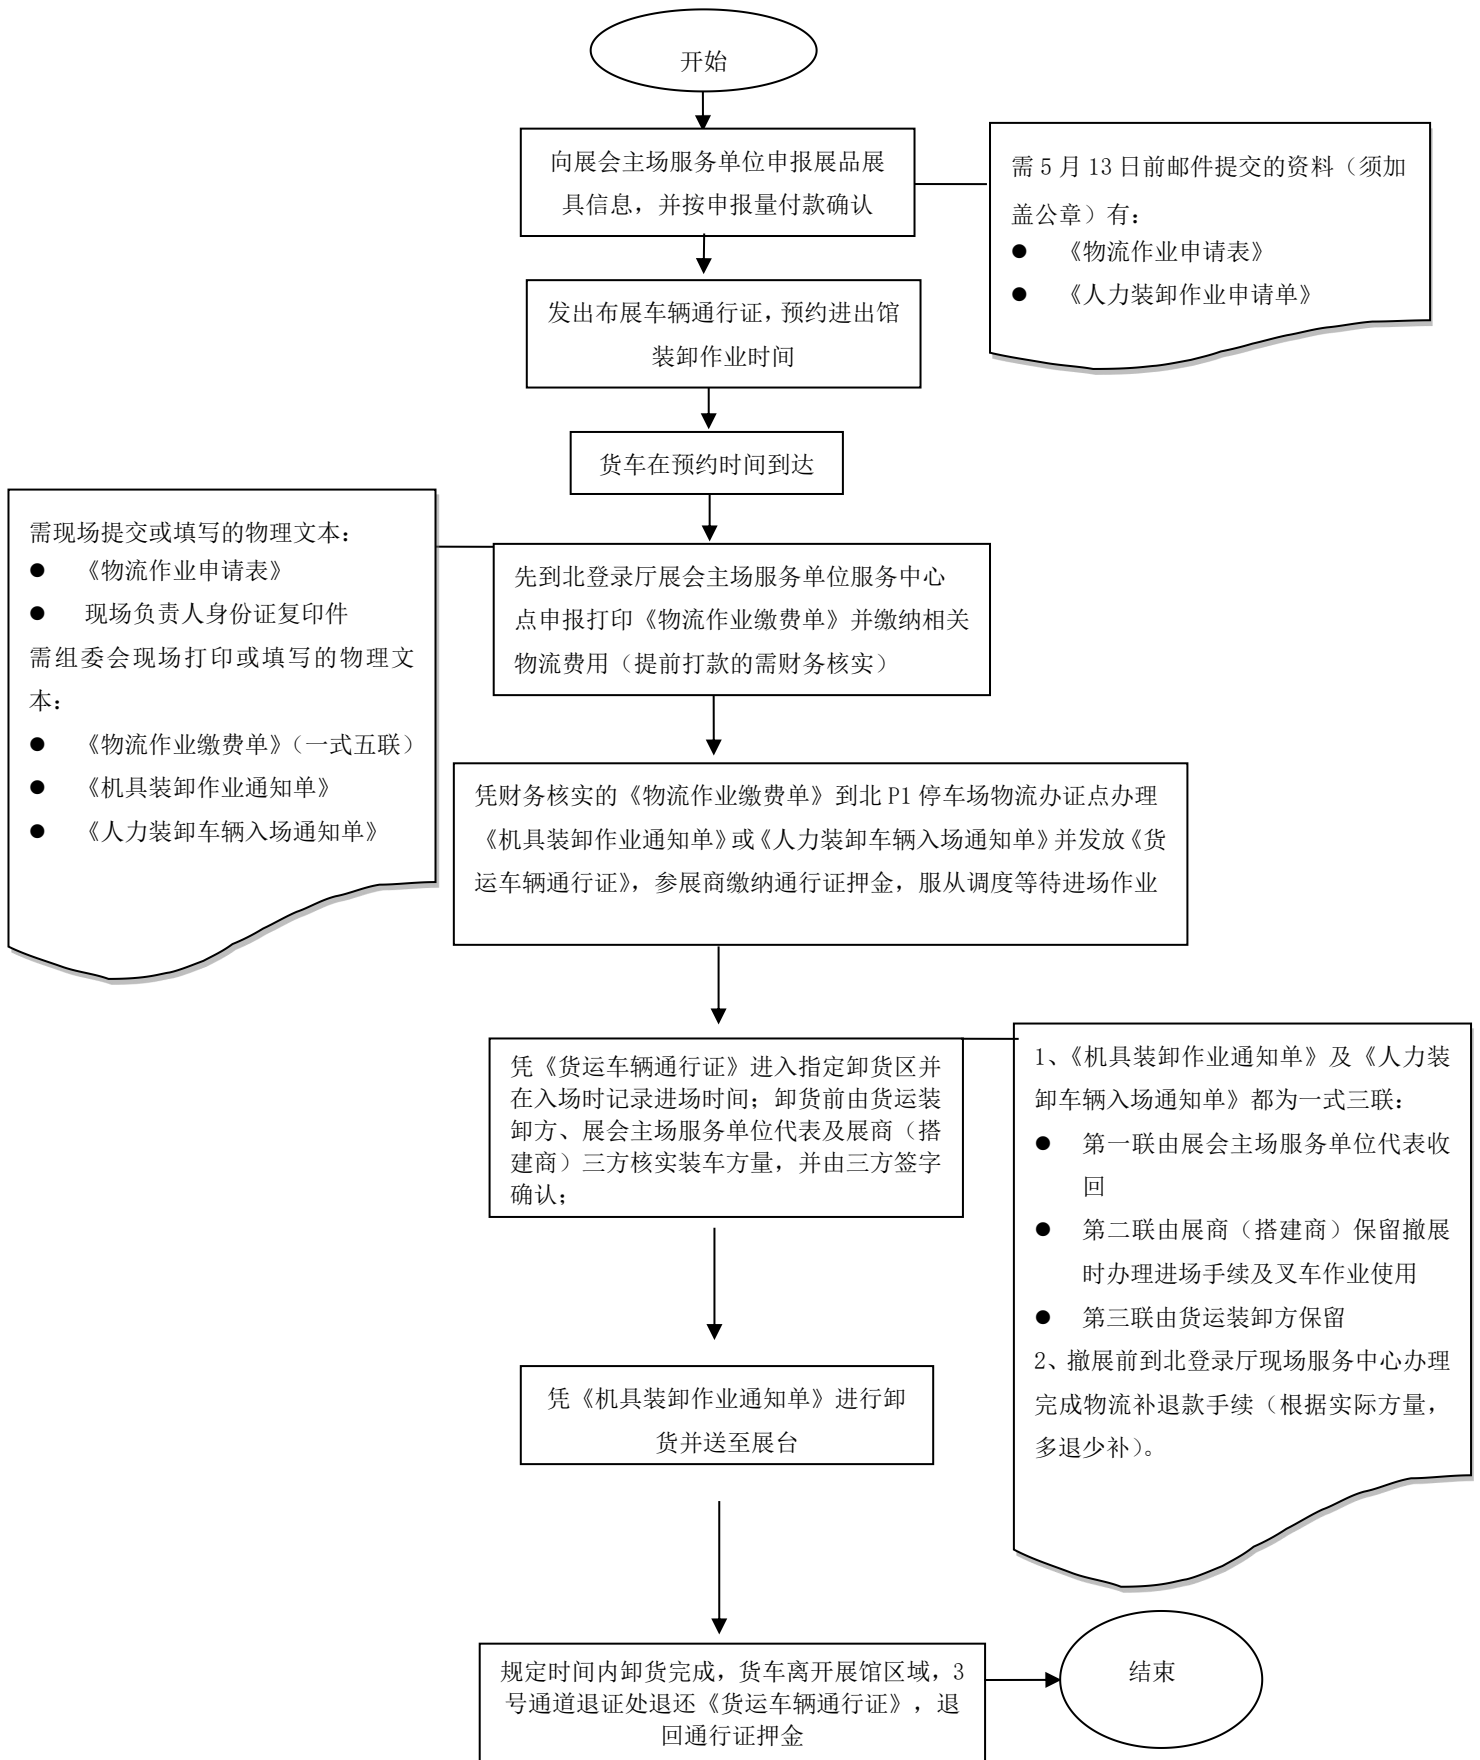 开始
向展会主场服务单位申报展品展
具信息，并按申报量付款确认
需 5 月 13 日前邮件提交的资料（须加
盖公章）有：
● 《物流作业申请表》
● 《人力装卸作业申请单》
发出布展车辆通行证，预约进出馆
装卸作业时间
货车在预约时间到达
需现场提交或填写的物理文本：
● 《物流作业申请表》
● 现场负责人身份证复印件
需组委会现场打印或填写的物理文
本：
● 《物流作业缴费单》（一式五联）
● 《机具装卸作业通知单》
● 《人力装卸车辆入场通知单》
先到北登录厅展会主场服务单位服务中心
点申报打印《物流作业缴费单》并缴纳相关
物流费用（提前打款的需财务核实）
凭财务核实的《物流作业缴费单》到北 P1 停车场物流办证点办理
《机具装卸作业通知单》或《人力装卸车辆入场通知单》并发放《货
运车辆通行证》，参展商缴纳通行证押金，服从调度等待进场作业
凭《货运车辆通行证》进入指定卸货区并
在入场时记录进场时间；卸货前由货运装
卸方、展会主场服务单位代表及展商（搭
建商）三方核实装车方量，并由三方签字
确认；
1、《机具装卸作业通知单》及《人力装
卸车辆入场通知单》都为一式三联：
● 第一联由展会主场服务单位代表收
回
● 第二联由展商（搭建商）保留撤展
时办理进场手续及叉车作业使用
● 第三联由货运装卸方保留
2、撤展前到北登录厅现场服务中心办理
完成物流补退款手续（根据实际方量，
多退少补）。
凭《机具装卸作业通知单》进行卸
货并送至展台
规定时间内卸货完成，货车离开展馆区域，3
号通道退证处退还《货运车辆通行证》，退
回通行证押金
结束